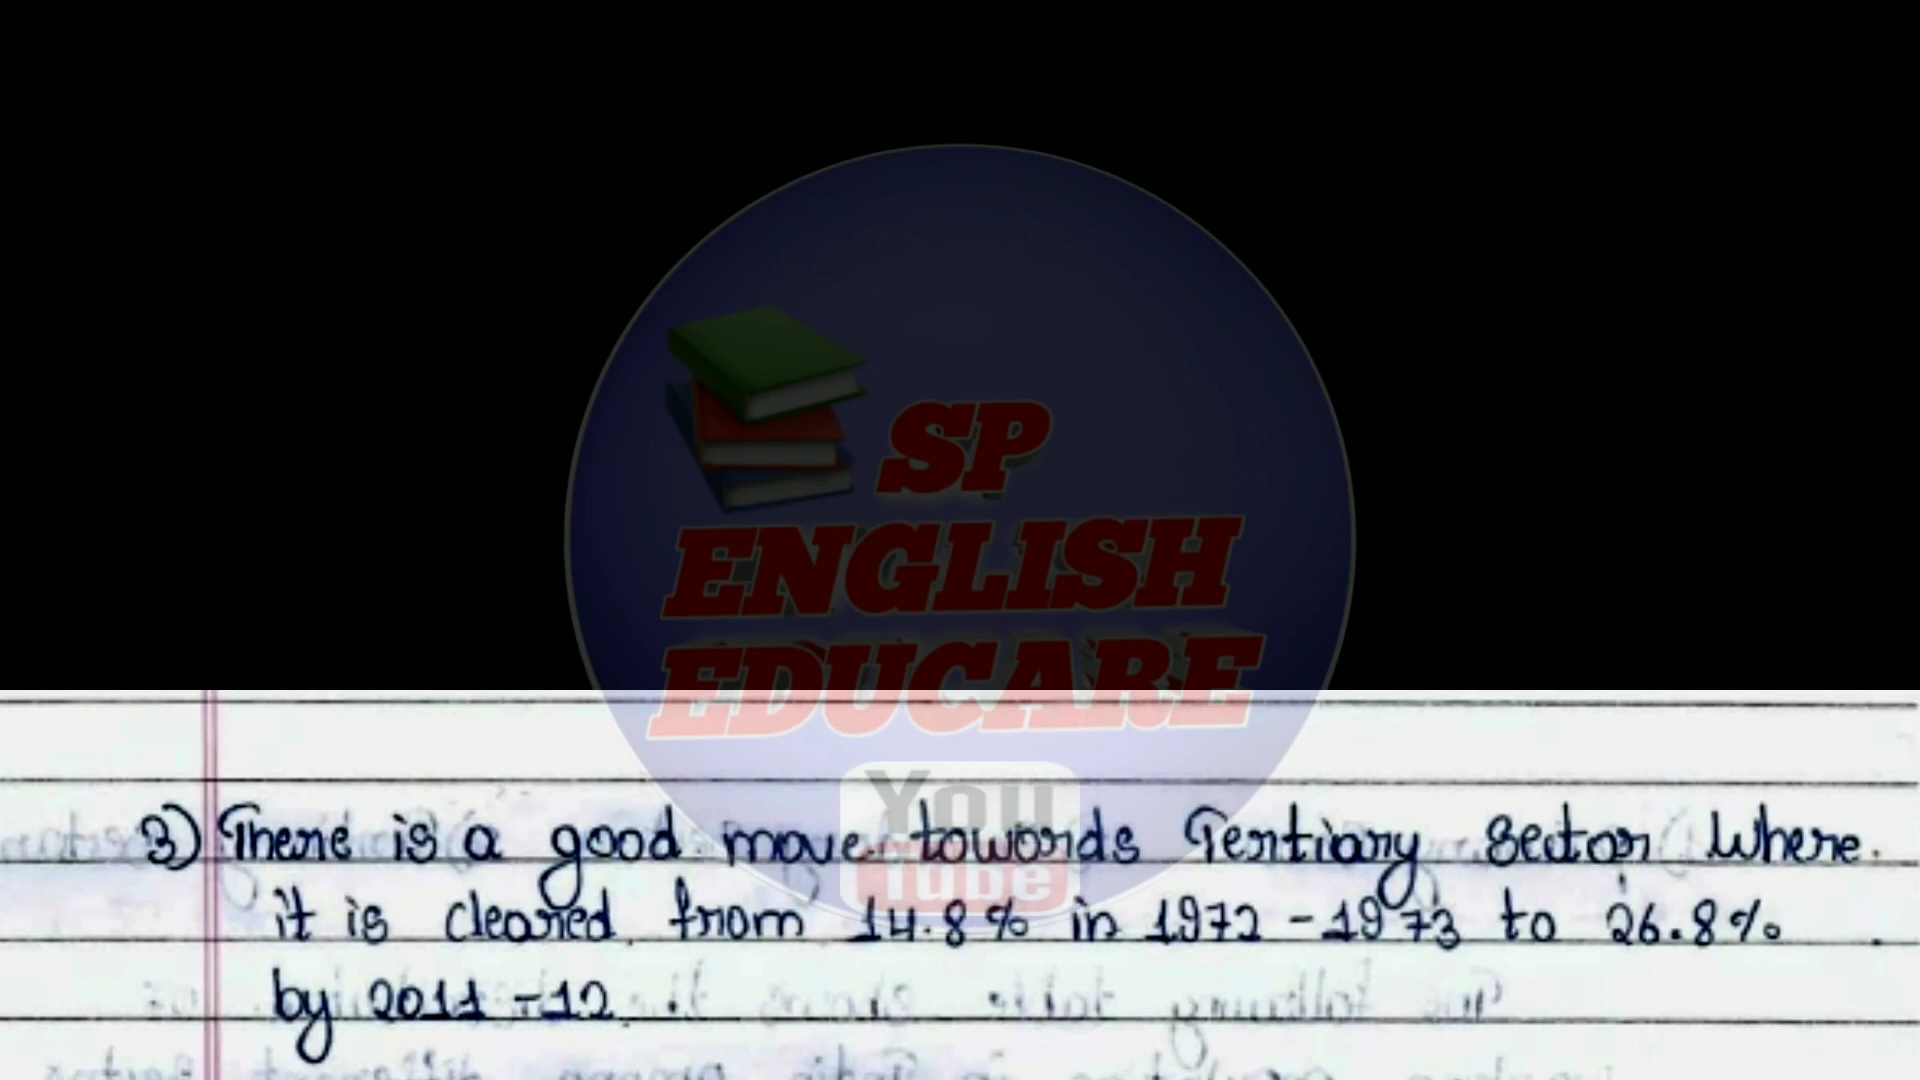 SP
ENGLISH
EDUCARE
You
Tube
3) There is a good move towards Tertiary Sector Where
it is cleared from 14.8% in 1972-1973 to 26.8%
by 2011-12